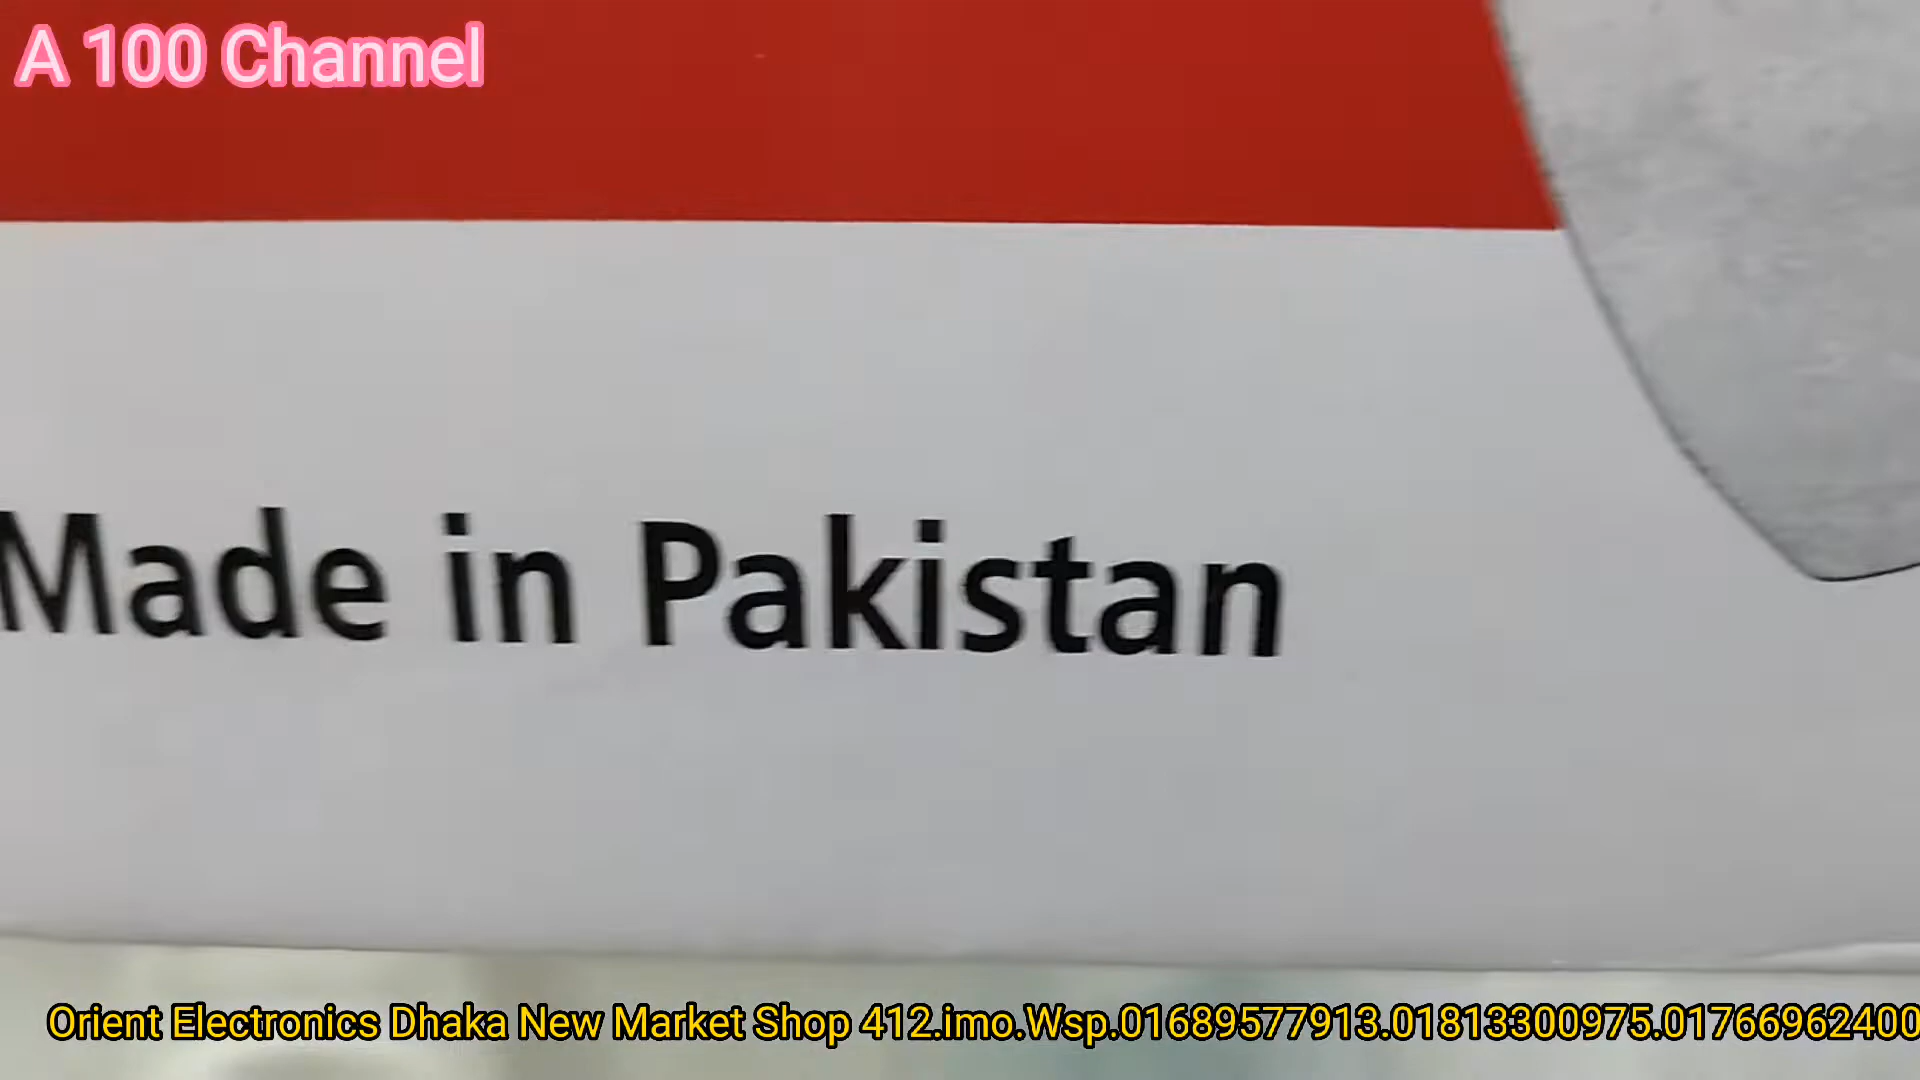 A 100 Channel
Made in Pakistan
Orient Electronics Dhaka New Market Shop 412.imo.Wsp.01689577913.01813300975.01766962400